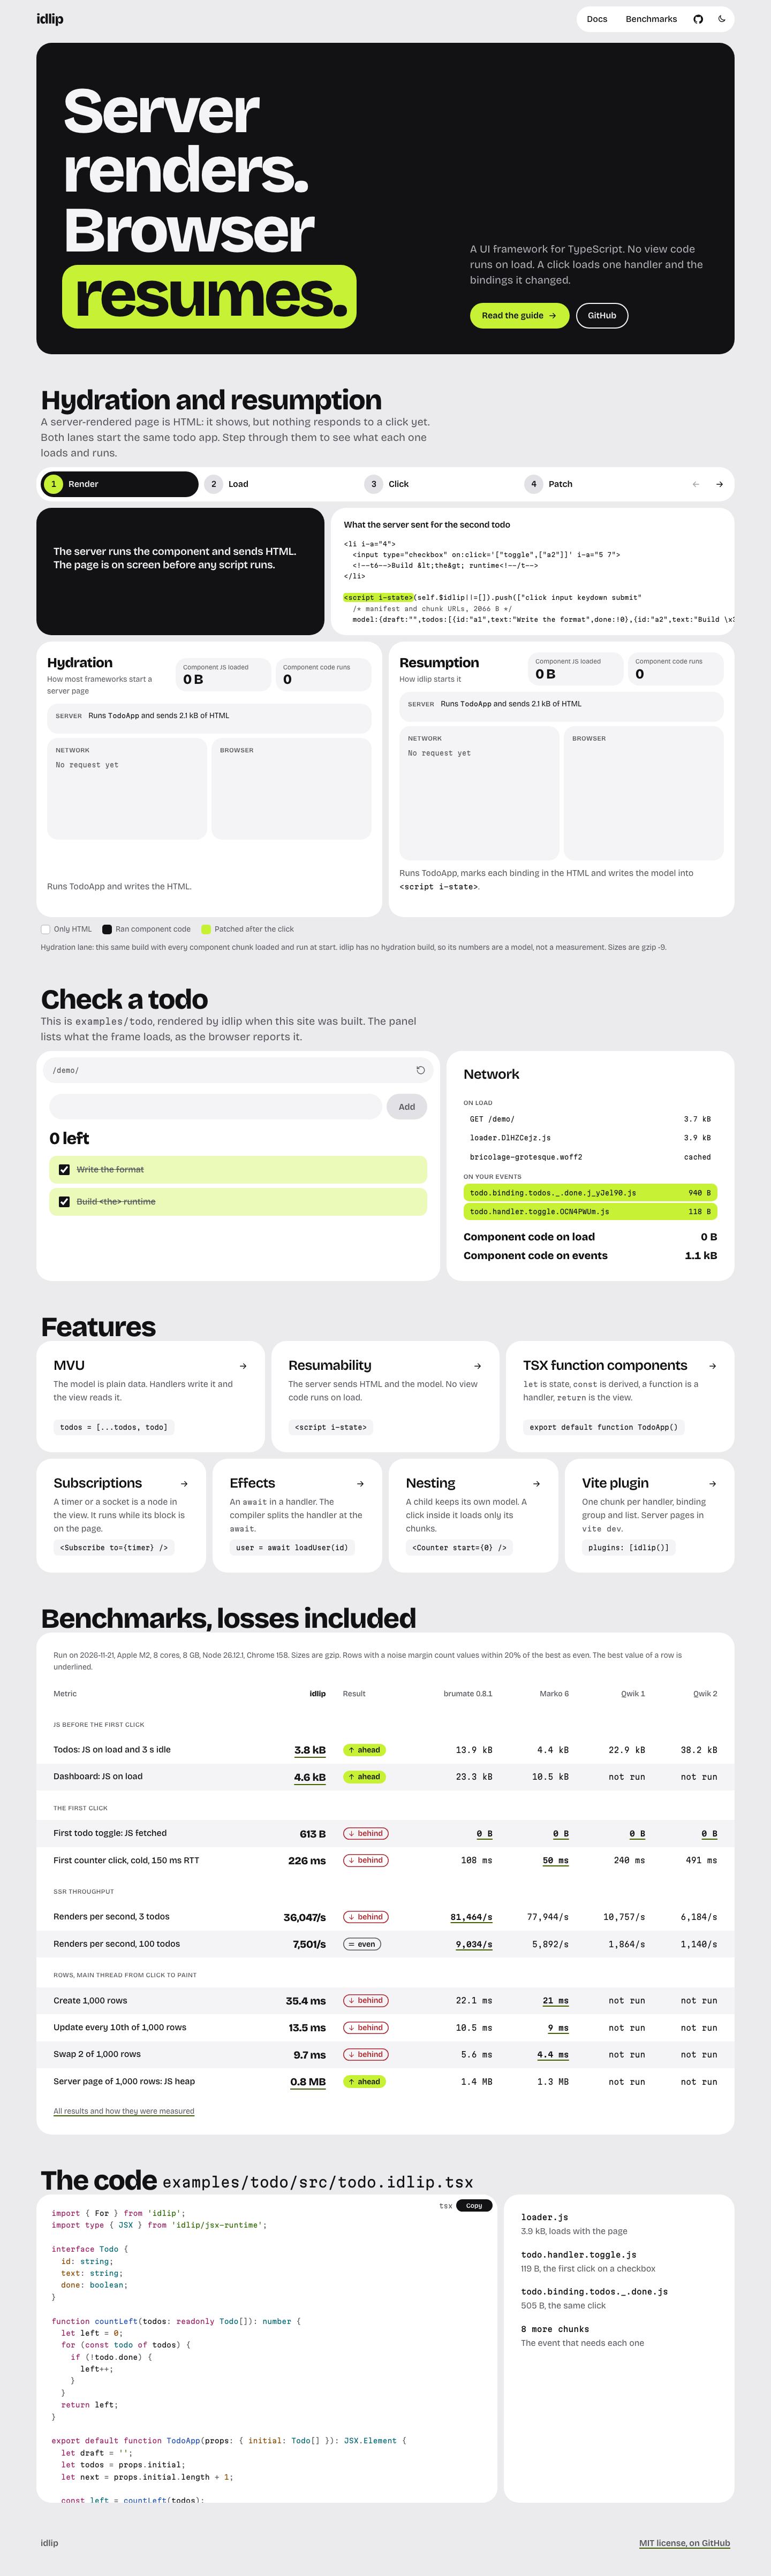 idlip
Docs Benchmarks
Server
renders.
Browser
resumes.
A UI framework for TypeScript. No view code
runs on load. A click loads one handler and the
bindings it changed.
Read the guide →
GitHub
Hydration and resumption
A server-rendered page is HTML: it shows, but nothing responds to a click yet.
Both lanes start the same todo app. Step through them to see what each one
loads and runs.
1 Render
2 Load
3 Click
4 Patch
← →
The server runs the component and sends HTML.
The page is on screen before any script runs.
What the server sent for the second todo
<li i-a="4">
<input type="checkbox" on:click='["toggle",["a2"]]' i-a="5 7">
<!--t6-->Build &lt;the&gt; runtime<!--/t-->
</li>
<script i-state>(self.$idlip||=[]).push(["click input keydown submit"
/* manifest and chunk URLs, 2066 B */
model:{draft:"",todos:[{id:"a1",text:"Write the format",done:!0},{id:"a2",text:"Build \x3
Hydration
How most frameworks start a
server page
Component JS loaded
0 B
Component code runs
0
SERVER Runs TodoApp and sends 2.1 kB of HTML
NETWORK
No request yet
BROWSER
Runs TodoApp and writes the HTML.
Resumption
How idlip starts it
Component JS loaded
0 B
Component code runs
0
SERVER Runs TodoApp and sends 2.1 kB of HTML
NETWORK
No request yet
BROWSER
Runs TodoApp, marks each binding in the HTML and writes the model into
<script i-state>.
Only HTML Ran component code Patched after the click
Hydration lane: this same build with every component chunk loaded and run at start. idlip has no hydration build, so its numbers are a model, not a measurement. Sizes are gzip -9.
Check a todo
This is examples/todo, rendered by idlip when this site was built. The panel
lists what the frame loads, as the browser reports it.
/demo/
Add
0 left
Write the format
Build <the> runtime
Network
ON LOAD
GET /demo/ 3.7 kB
loader.DlHZCejz.js 3.9 kB
bricolage-grotesque.woff2 cached
ON YOUR EVENTS
todo.binding.todos._.done.j_yJel90.js 940 B
todo.handler.toggle.OCN4PWUm.js 118 B
Component code on load 0 B
Component code on events 1.1 kB
Features
MVU →
The model is plain data. Handlers write it and
the view reads it.
todos = [...todos, todo]
Resumability →
The server sends HTML and the model. No view
code runs on load.
<script i-state>
TSX function components →
let is state, const is derived, a function is a
handler, return is the view.
export default function TodoApp()
Subscriptions →
A timer or a socket is a node in
the view. It runs while its block is
on the page.
<Subscribe to={timer} />
Effects →
An await in a handler. The
compiler splits the handler at the
await.
user = await loadUser(id)
Nesting →
A child keeps its own model. A
click inside it loads only its
chunks.
<Counter start={0} />
Vite plugin →
One chunk per handler, binding
group and list. Server pages in
vite dev.
plugins: [idlip()]
Benchmarks, losses included
Run on 2026-11-21, Apple M2, 8 cores, 8 GB, Node 26.12.1, Chrome 158. Sizes are gzip. Rows with a noise margin count values within 20% of the best as even. The best value of a row is
underlined.
Metric idlip Result brumate 0.8.1 Marko 6 Qwik 1 Qwik 2
JS BEFORE THE FIRST CLICK
Todos: JS on load and 3 s idle 3.8 kB ↑ ahead 13.9 kB 4.4 kB 22.9 kB 38.2 kB
Dashboard: JS on load 4.6 kB ↑ ahead 23.3 kB 10.5 kB not run not run
THE FIRST CLICK
First todo toggle: JS fetched 613 B ↓ behind 0 B 0 B 0 B 0 B
First counter click, cold, 150 ms RTT 226 ms ↓ behind 108 ms 50 ms 240 ms 491 ms
SSR THROUGHPUT
Renders per second, 3 todos 36,047/s ↓ behind 81,464/s 77,944/s 10,757/s 6,184/s
Renders per second, 100 todos 7,501/s = even 9,034/s 5,892/s 1,864/s 1,140/s
ROWS, MAIN THREAD FROM CLICK TO PAINT
Create 1,000 rows 35.4 ms ↓ behind 22.1 ms 21 ms not run not run
Update every 10th of 1,000 rows 13.5 ms ↓ behind 10.5 ms 9 ms not run not run
Swap 2 of 1,000 rows 9.7 ms ↓ behind 5.6 ms 4.4 ms not run not run
Server page of 1,000 rows: JS heap 0.8 MB ↑ ahead 1.4 MB 1.3 MB not run not run
All results and how they were measured
The code examples/todo/src/todo.idlip.tsx
tsx Copy
import { For } from 'idlip';
import type { JSX } from 'idlip/jsx-runtime';
interface Todo {
id: string;
text: string;
done: boolean;
}
function countLeft(todos: readonly Todo[]): number {
let left = 0;
for (const todo of todos) {
if (!todo.done) {
left++;
}
}
return left;
}
export default function TodoApp(props: { initial: Todo[] }): JSX.Element {
let draft = '';
let todos = props.initial;
let next = props.initial.length + 1;
const left = countLeft(todos);
loader.js
3.9 kB, loads with the page
todo.handler.toggle.js
119 B, the first click on a checkbox
todo.binding.todos._.done.js
505 B, the same click
8 more chunks
The event that needs each one
idlip
MIT license, on GitHub